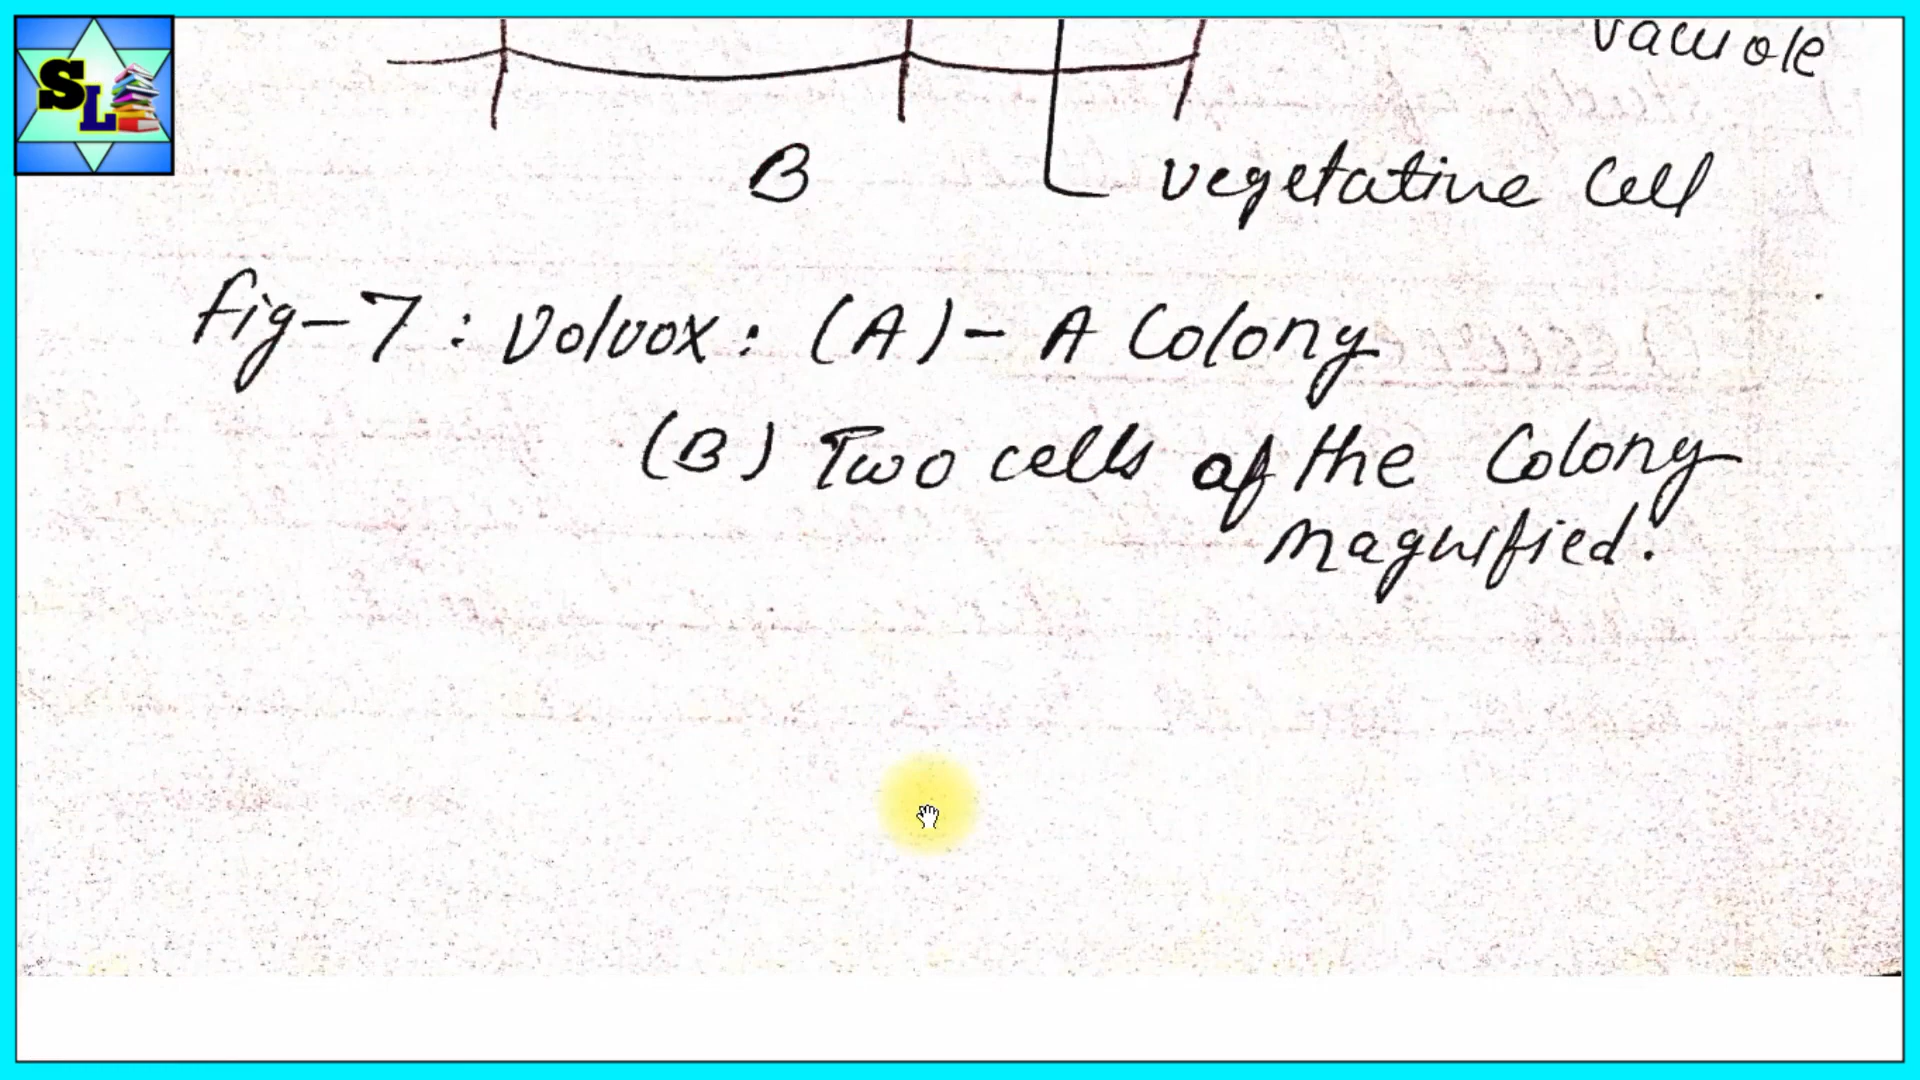 SL
vacuole
B
vegetative cell
fig-7 : Volvox : (A) - A Colony
(B) Two cells of the Colony
magnified.